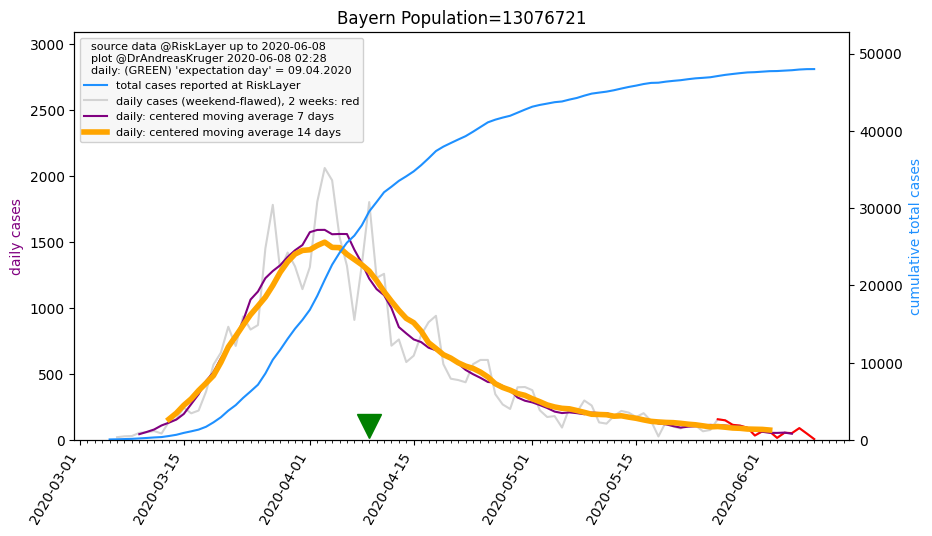 Bayern Population=13076721
source data @RiskLayer up to 2020-06-08
plot @DrAndreasKruger 2020-06-08 02:28
daily: (GREEN) 'expectation day' = 09.04.2020
total cases reported at RiskLayer
daily cases (weekend-flawed), 2 weeks: red
daily: centered moving average 7 days
daily: centered moving average 14 days
daily cases
3000
2500
2000
1500
1000
500
0
cumulative total cases
50000
40000
30000
20000
10000
0
2020-03-01
2020-03-15
2020-04-01
2020-04-15
2020-05-01
2020-05-15
2020-06-01